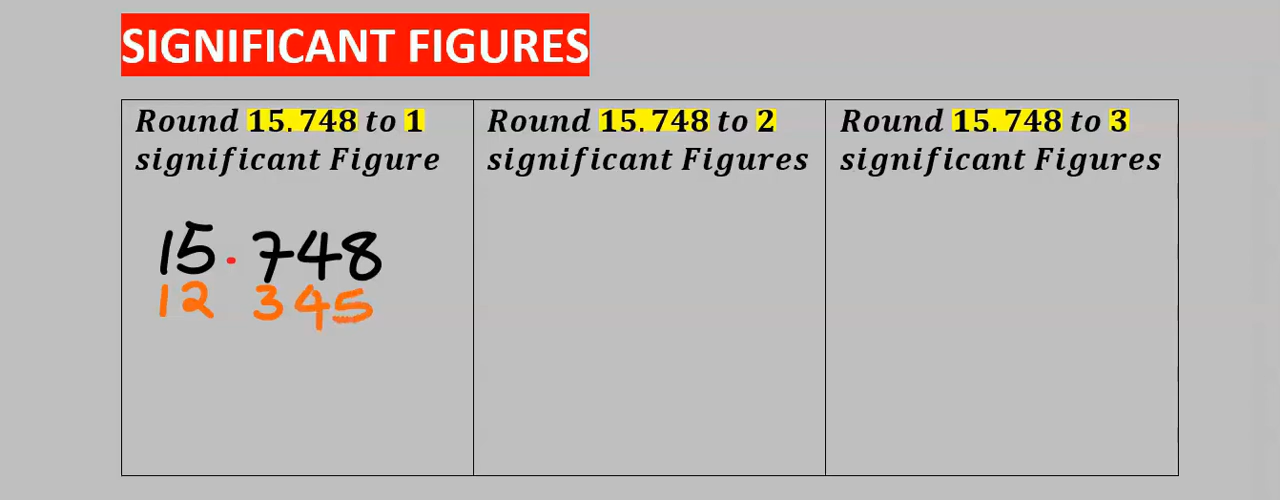 SIGNIFICANT FIGURES
Round 15.748 to 1
significant Figure
15.748
12 345
Round 15.748 to 2
significant Figures
Round 15.748 to 3
significant Figures